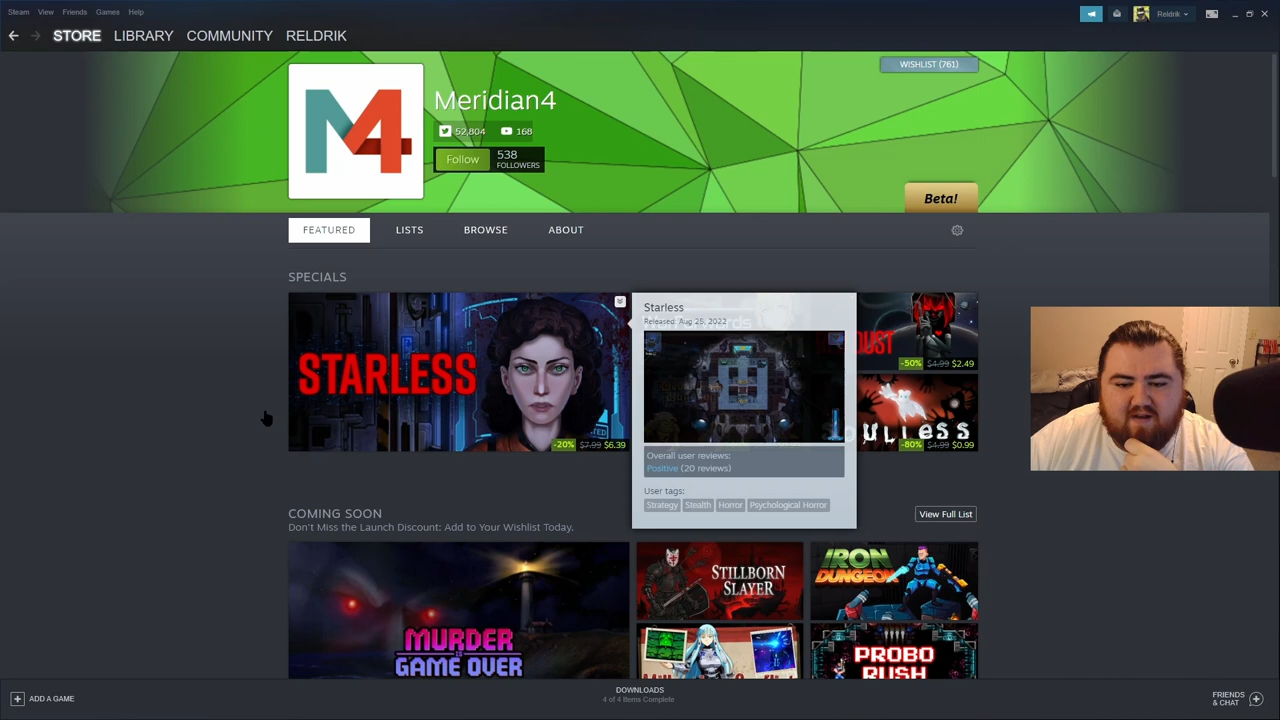 Steam View Friends Games Help
Reldrik
STORE LIBRARY COMMUNITY RELDRIK
WISHLIST (761)
M4
Meridian4
52,804 168
Follow 538 FOLLOWERS
Beta!
FEATURED LISTS BROWSE ABOUT
SPECIALS
STARLESS
-20% $7.99 $6.39
Starless
Released: Aug 25, 2022
Overall user reviews:
Positive (20 reviews)
User tags:
Strategy Stealth Horror Psychological Horror
-50% $4.99 $2.49
-80% $4.99 $0.99
COMING SOON
Don't Miss the Launch Discount: Add to Your Wishlist Today.
View Full List
MURDER
IS
GAME OVER
STILLBORN
SLAYER
IRON
DUNGEON
PROBO
RUSH
ADD A GAME
DOWNLOADS
4 of 4 Items Complete
FRIENDS
& CHAT